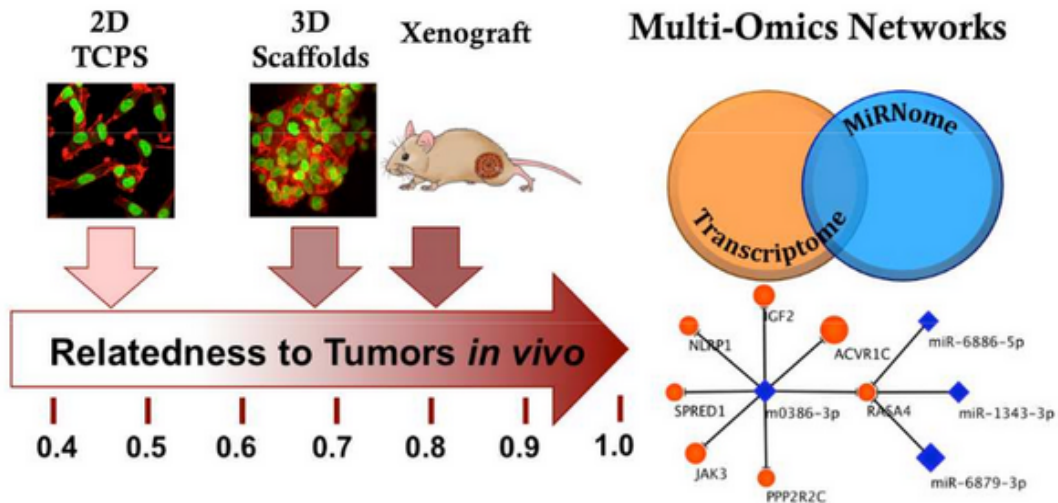 2D
TCPS
3D
Scaffolds
Xenograft
Relatedness to Tumors in vivo
0.4 0.5 0.6 0.7 0.8 0.9 1.0
Multi-Omics Networks
Transcriptome
MiRNome
IGF2
NLRP1
ACVR1C
miR-6886-5p
SPRED1
m0386-3p
RASA4
miR-1343-3p
JAK3
PPP2R2C
miR-6879-3p